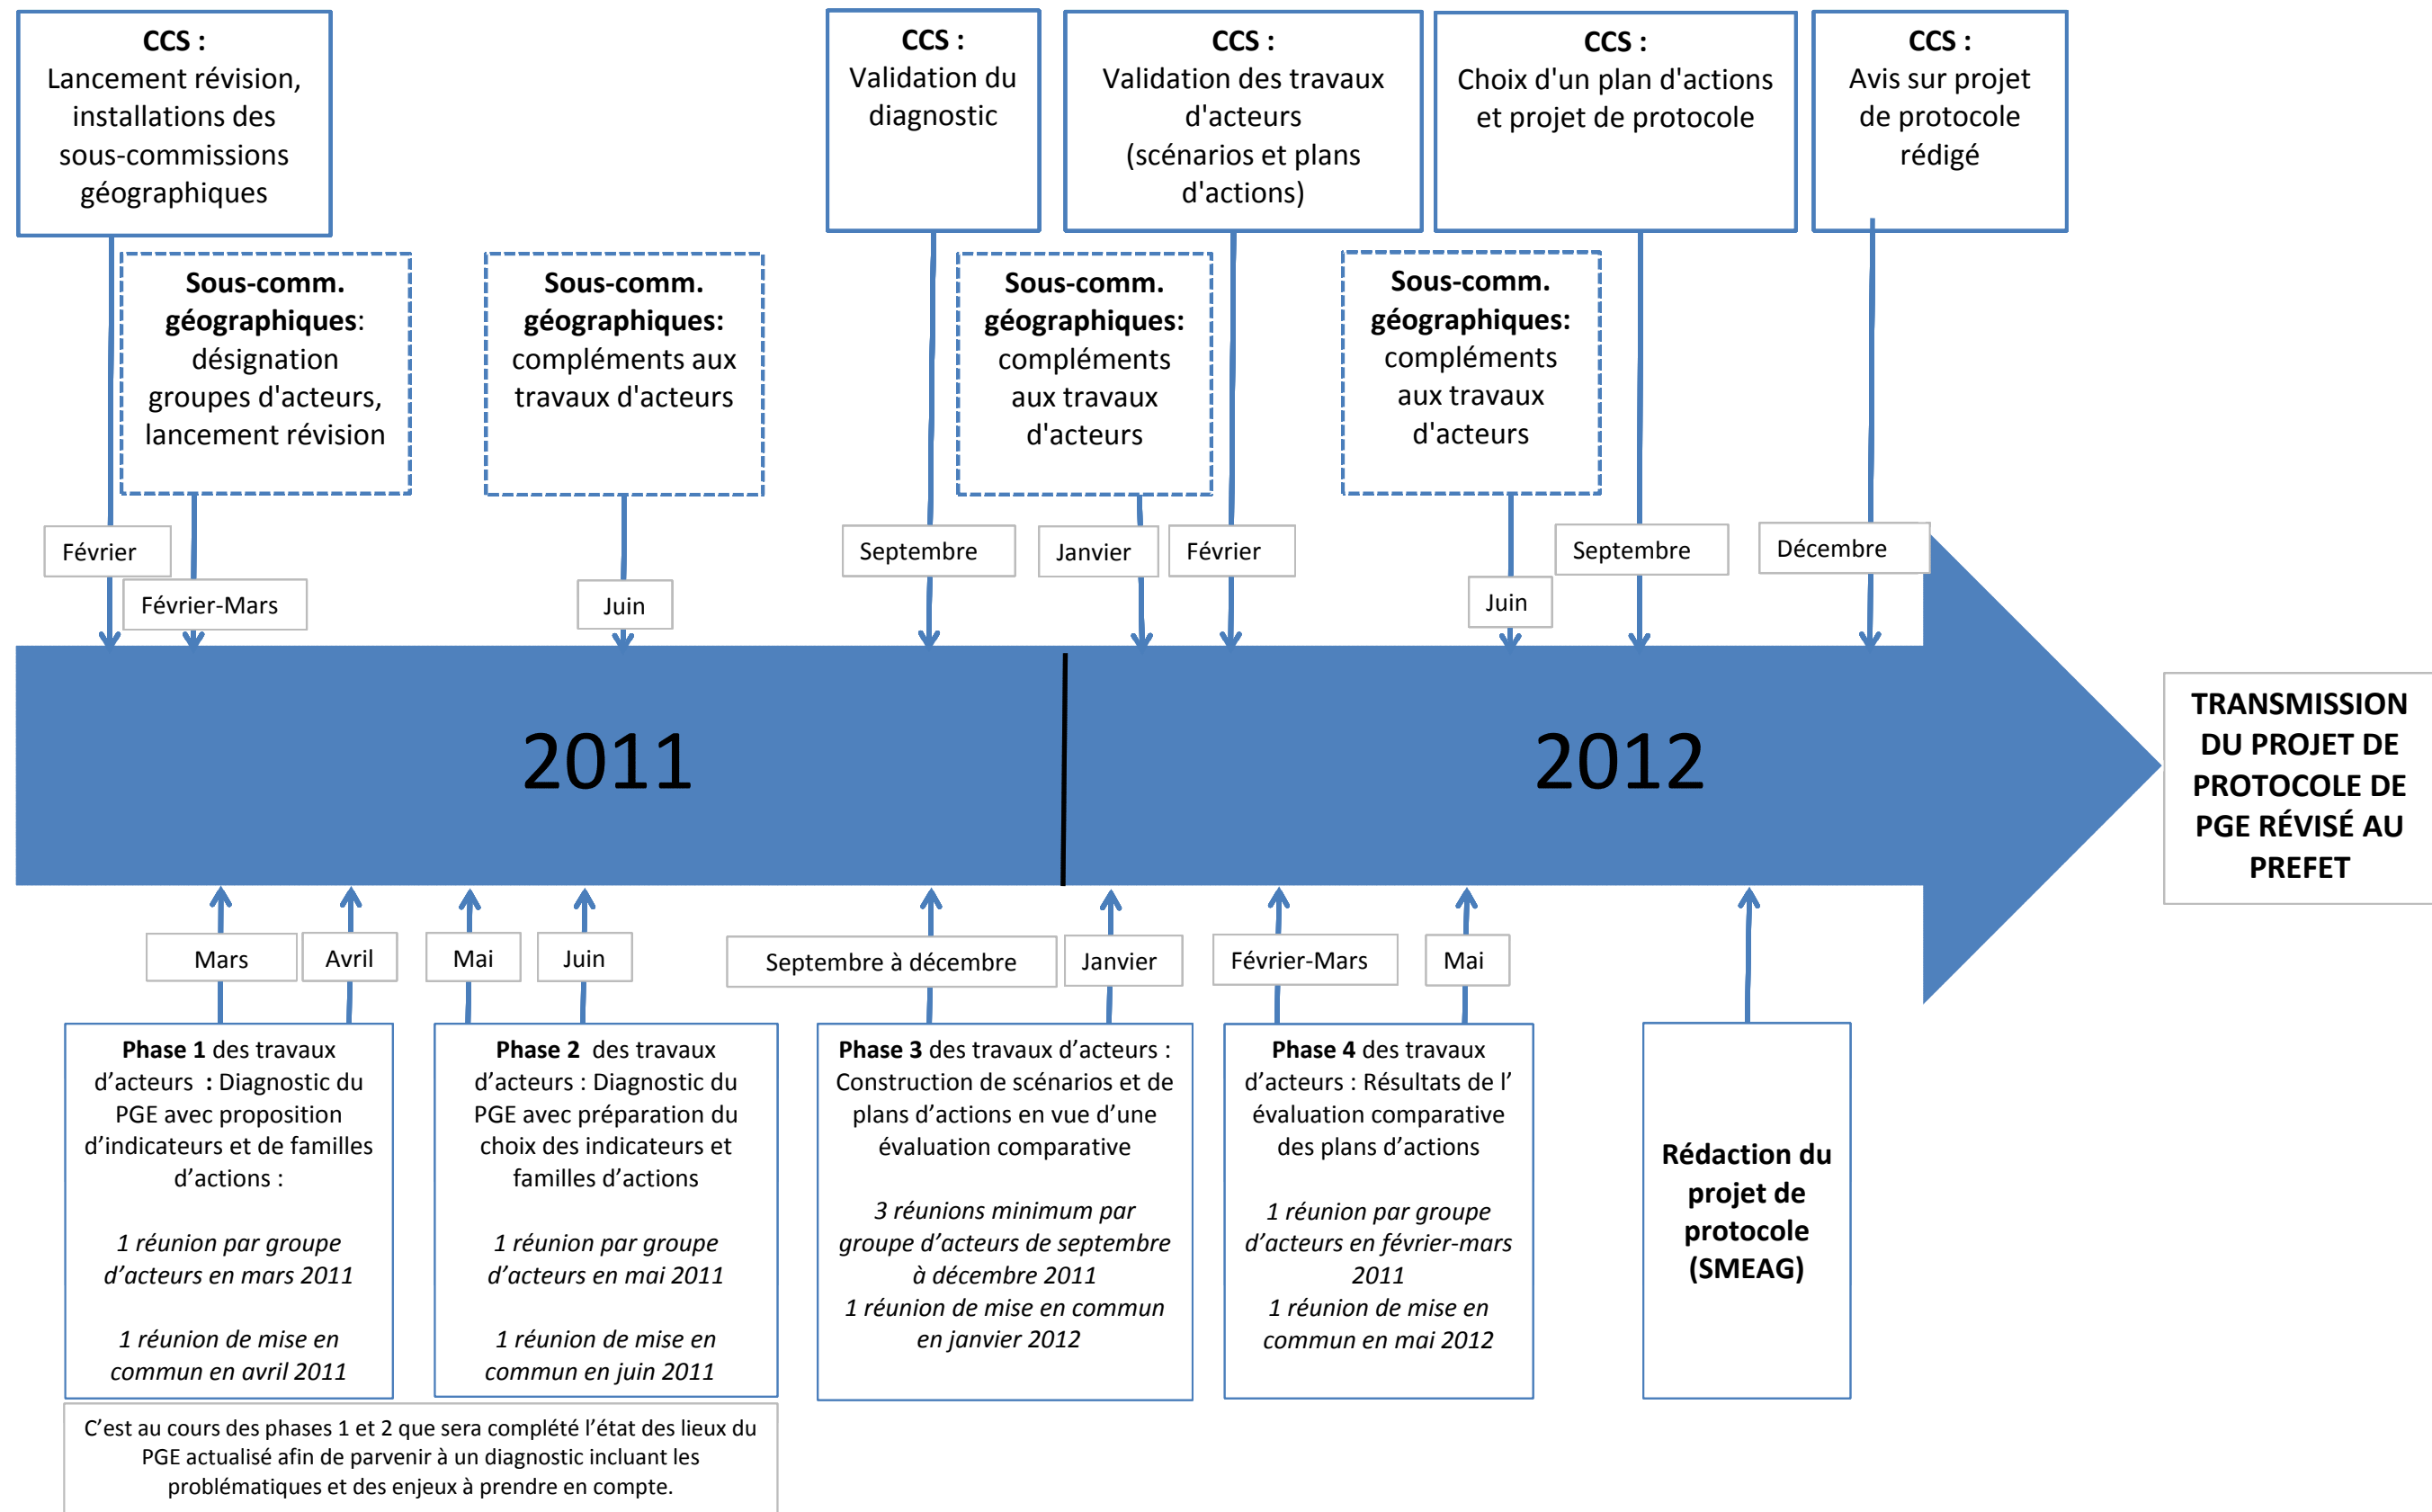 CCS :
Lancement révision,
installations des
sous-commissions
géographiques
CCS :
Validation du
diagnostic
CCS :
Validation des travaux
d'acteurs
(scénarios et plans
d'actions)
CCS :
Choix d'un plan d'actions
et projet de protocole
CCS :
Avis sur projet
de protocole
rédigé
Sous-comm.
géographiques:
désignation
groupes d'acteurs,
lancement révision
Sous-comm.
géographiques:
compléments aux
travaux d'acteurs
Sous-comm.
géographiques:
compléments
aux travaux
d'acteurs
Sous-comm.
géographiques:
compléments
aux travaux
d'acteurs
Février
Février-Mars
Juin
Septembre
Janvier
Février
Juin
Septembre
Décembre
2011
2012
TRANSMISSION
DU PROJET DE
PROTOCOLE DE
PGE RÉVISÉ AU
PREFET
Mars
Avril
Mai
Juin
Septembre à décembre
Janvier
Février-Mars
Mai
Phase 1 des travaux
d’acteurs : Diagnostic du
PGE avec proposition
d’indicateurs et de familles
d’actions :
1 réunion par groupe
d’acteurs en mars 2011
1 réunion de mise en
commun en avril 2011
Phase 2 des travaux
d’acteurs : Diagnostic du
PGE avec préparation du
choix des indicateurs et
familles d’actions
1 réunion par groupe
d’acteurs en mai 2011
1 réunion de mise en
commun en juin 2011
Phase 3 des travaux d’acteurs :
Construction de scénarios et de
plans d’actions en vue d’une
évaluation comparative
3 réunions minimum par
groupe d’acteurs de septembre
à décembre 2011
1 réunion de mise en commun
en janvier 2012
Phase 4 des travaux
d’acteurs : Résultats de l’
évaluation comparative
des plans d’actions
1 réunion par groupe
d’acteurs en février-mars
2011
1 réunion de mise en
commun en mai 2012
Rédaction du
projet de
protocole
(SMEAG)
C’est au cours des phases 1 et 2 que sera complété l’état des lieux du
PGE actualisé afin de parvenir à un diagnostic incluant les
problématiques et des enjeux à prendre en compte.